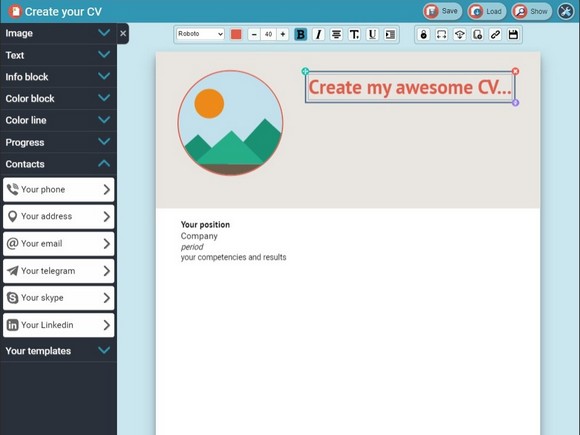 Create your CV
Save
Load
Show
Image
Text
Info block
Color block
Color line
Progress
Contacts
Your phone
Your address
Your email
Your telegram
Your skype
Your Linkedin
Your templates
Roboto
40
B I T. U
Create my awesome CV...
Your position
Company
period
your competencies and results